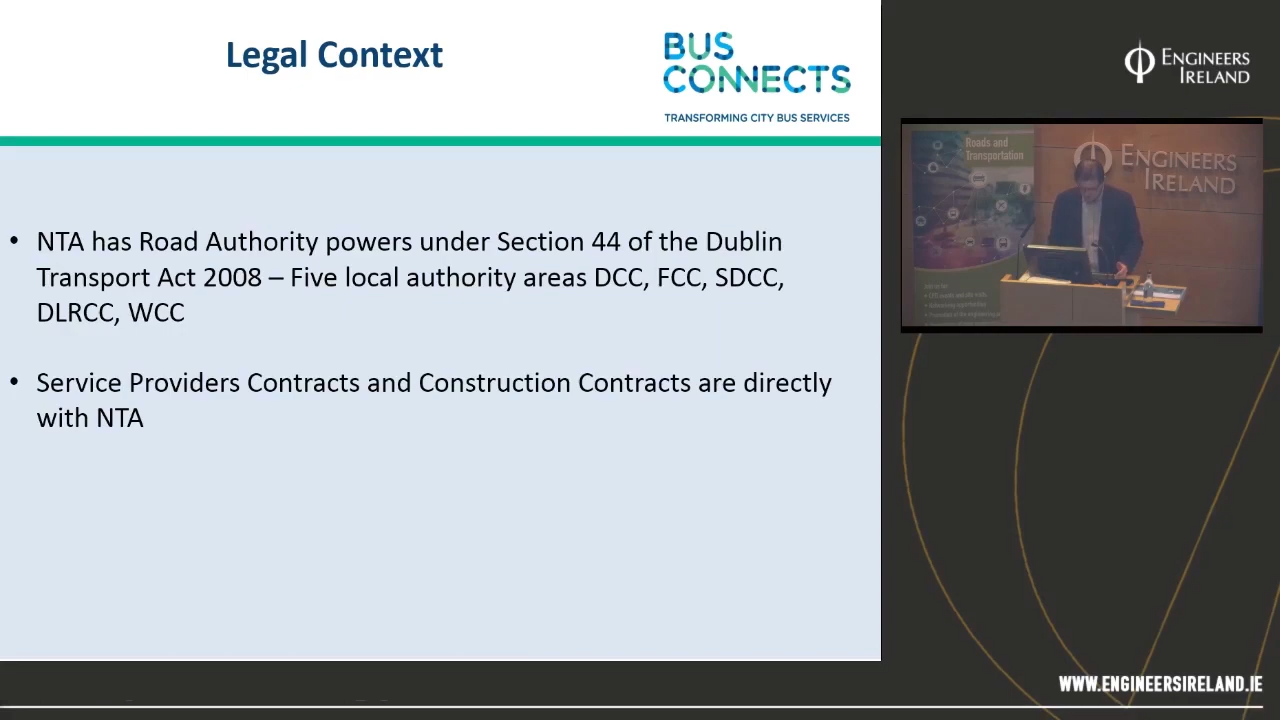 Legal Context
BUS
CONNECTS
TRANSFORMING CITY BUS SERVICES
• NTA has Road Authority powers under Section 44 of the Dublin
Transport Act 2008 – Five local authority areas DCC, FCC, SDCC,
DLRCC, WCC
• Service Providers Contracts and Construction Contracts are directly
with NTA
ENGINEERS
IRELAND
Roads and
Transportation
ENGINEERS
IRELAND
WWW.ENGINEERSIRELAND.IE